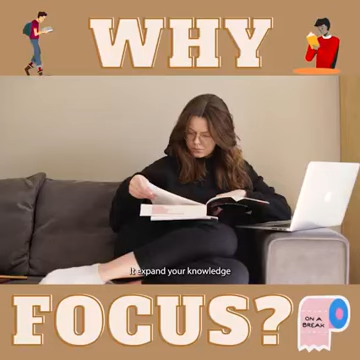 WHY
It expand your knowledge
FOCUS?
ON A
BREAK